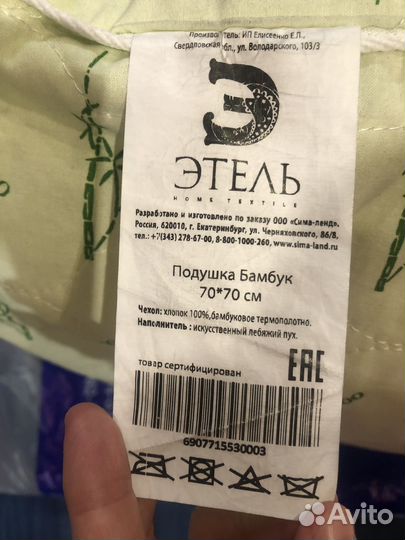 Производитель: ИП Елисеенко Е.Л.,
Свердловская обл., ул. Володарского, 103/3
Э
ЭТЕЛЬ
HOME TEXTILE
Разработано и изготовлено по заказу ООО «Сима-ленд».
Россия, 620010, г. Екатеринбург, ул. Черняховского, 86/8,
тел.: +7(343) 278-67-00, 8-800-1000-260, www.sima-land.ru
Подушка Бамбук
70*70 см
Чехол: хлопок 100%, бамбуковое термополотно.
Наполнитель : искусственный лебяжий пух.
товар сертифицирован
EAC
6907715530003
Avito